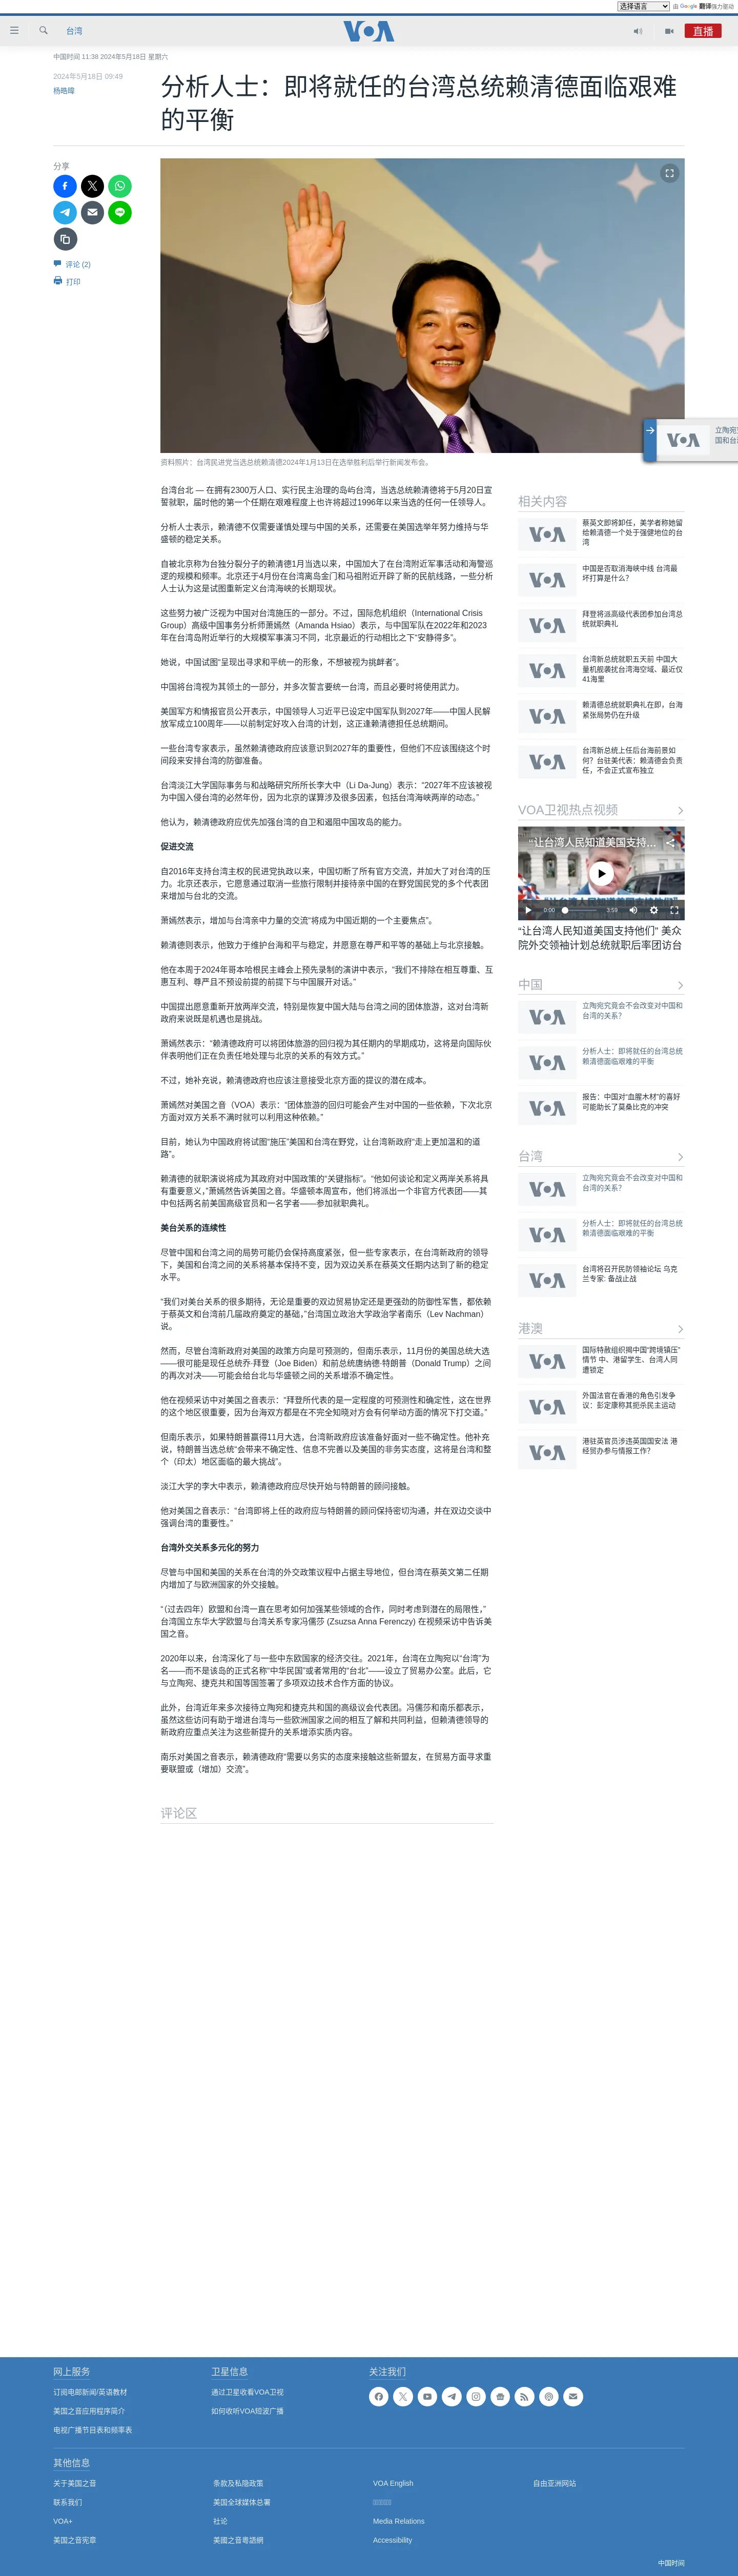 选择语言 由 Google 翻译强力驱动
台湾
VOA
直播
中国时间 11:38 2024年5月18日 星期六
2024年5月18日 09:49
杨皓暐
分析人士：即将就任的台湾总统赖清德面临艰难
的平衡
分享
评论 (2)
打印
资料照片：台湾民进党当选总统赖清德2024年1月13日在选举胜利后举行新闻发布会。
台湾台北 — 在拥有2300万人口、实行民主治理的岛屿台湾，当选总统赖清德将于5月20日宣
誓就职，届时他的第一个任期在艰难程度上也许将超过1996年以来当选的任何一任领导人。
分析人士表示，赖清德不仅需要谨慎处理与中国的关系，还需要在美国选举年努力维持与华
盛顿的稳定关系。
自被北京称为台独分裂分子的赖清德1月当选以来，中国加大了在台湾附近军事活动和海警巡
逻的规模和频率。北京还于4月份在台湾离岛金门和马祖附近开辟了新的民航线路，一些分析
人士认为这是试图重新定义台湾海峡的长期现状。
这些努力被广泛视为中国对台湾施压的一部分。不过，国际危机组织（International Crisis
Group）高级中国事务分析师萧嫣然（Amanda Hsiao）表示，与中国军队在2022年和2023
年在台湾岛附近举行的大规模军事演习不同，北京最近的行动相比之下“安静得多”。
她说，中国试图“呈现出寻求和平统一的形象，不想被视为挑衅者”。
中国将台湾视为其领土的一部分，并多次誓言要统一台湾，而且必要时将使用武力。
美国军方和情报官员公开表示，中国领导人习近平已设定中国军队到2027年——中国人民解
放军成立100周年——以前制定好攻入台湾的计划，这正逢赖清德担任总统期间。
一些台湾专家表示，虽然赖清德政府应该意识到2027年的重要性，但他们不应该围绕这个时
间段来安排台湾的防御准备。
台湾淡江大学国际事务与和战略研究所所长李大中（Li Da-Jung）表示：“2027年不应该被视
为中国入侵台湾的必然年份，因为北京的谋算涉及很多因素，包括台湾海峡两岸的动态。”
他认为，赖清德政府应优先加强台湾的自卫和遏阻中国攻岛的能力。
促进交流
自2016年支持台湾主权的民进党执政以来，中国切断了所有官方交流，并加大了对台湾的压
力。北京还表示，它愿意通过取消一些旅行限制并接待亲中国的在野党国民党的多个代表团
来增加与台北的交流。
萧嫣然表示，增加与台湾亲中力量的交流“将成为中国近期的一个主要焦点”。
赖清德则表示，他致力于维护台海和平与稳定，并愿意在尊严和平等的基础上与北京接触。
他在本周于2024年哥本哈根民主峰会上预先录制的演讲中表示，“我们不排除在相互尊重、互
惠互利、尊严且不预设前提的前提下与中国展开对话。”
中国提出愿意重新开放两岸交流，特别是恢复中国大陆与台湾之间的团体旅游，这对台湾新
政府来说既是机遇也是挑战。
萧嫣然表示：“赖清德政府可以将团体旅游的回归视为其任期内的早期成功，这将是向国际伙
伴表明他们正在负责任地处理与北京的关系的有效方式。”
不过，她补充说，赖清德政府也应该注意接受北京方面的提议的潜在成本。
萧嫣然对美国之音（VOA）表示：“团体旅游的回归可能会产生对中国的一些依赖，下次北京
方面对双方关系不满时就可以利用这种依赖。”
目前，她认为中国政府将试图“施压”美国和台湾在野党，让台湾新政府“走上更加温和的道
路”。
赖清德的就职演说将成为其政府对中国政策的“关键指标”。“他如何谈论和定义两岸关系将具
有重要意义，”萧嫣然告诉美国之音。华盛顿本周宣布，他们将派出一个非官方代表团——其
中包括两名前美国高级官员和一名学者——参加就职典礼。
美台关系的连续性
尽管中国和台湾之间的局势可能仍会保持高度紧张，但一些专家表示，在台湾新政府的领导
下，美国和台湾之间的关系将基本保持不变，因为双边关系在蔡英文任期内达到了新的稳定
水平。
“我们对美台关系的很多期待，无论是重要的双边贸易协定还是更强劲的防御性军售，都依赖
于蔡英文和台湾前几届政府奠定的基础，”台湾国立政治大学政治学者南乐（Lev Nachman）
说。
然而，尽管台湾新政府对美国的政策方向是可预测的，但南乐表示，11月份的美国总统大选
——很可能是现任总统乔·拜登（Joe Biden）和前总统唐纳德·特朗普（Donald Trump）之间
的再次对决——可能会给台北与华盛顿之间的关系增添不确定性。
他在视频采访中对美国之音表示：“拜登所代表的是一定程度的可预测性和确定性，这在世界
的这个地区很重要，因为台海双方都是在不完全知晓对方会有何举动方面的情况下打交道。”
但南乐表示，如果特朗普赢得11月大选，台湾新政府应该准备好面对一些不确定性。他补充
说，特朗普当选总统“会带来不确定性、信息不完善以及美国的非务实态度，这将是台湾和整
个（印太）地区面临的最大挑战”。
淡江大学的李大中表示，赖清德政府应尽快开始与特朗普的顾问接触。
他对美国之音表示：“台湾即将上任的政府应与特朗普的顾问保持密切沟通，并在双边交谈中
强调台湾的重要性。”
台湾外交关系多元化的努力
尽管与中国和美国的关系在台湾的外交政策议程中占据主导地位，但台湾在蔡英文第二任期
内增加了与欧洲国家的外交接触。
“（过去四年）欧盟和台湾一直在思考如何加强某些领域的合作，同时考虑到潜在的局限性，”
台湾国立东华大学欧盟与台湾关系专家冯儒莎 (Zsuzsa Anna Ferenczy) 在视频采访中告诉美
国之音。
2020年以来，台湾深化了与一些中东欧国家的经济交往。2021年，台湾在立陶宛以“台湾”为
名——而不是该岛的正式名称“中华民国”或者常用的“台北”——设立了贸易办公室。此后，它
与立陶宛、捷克共和国等国签署了多项双边技术合作方面的协议。
此外，台湾近年来多次接待立陶宛和捷克共和国的高级议会代表团。冯儒莎和南乐都表示，
虽然这些访问有助于增进台湾与一些欧洲国家之间的相互了解和共同利益，但赖清德领导的
新政府应重点关注为这些新提升的关系增添实质内容。
南乐对美国之音表示，赖清德政府“需要以务实的态度来接触这些新盟友，在贸易方面寻求重
要联盟或（增加）交流”。
评论区
立陶宛
国和台
相关内容
蔡英文即将卸任，美学者称她留
给赖清德一个处于强健地位的台
湾
中国是否取消海峡中线 台湾最
坏打算是什么？
拜登将派高级代表团参加台湾总
统就职典礼
台湾新总统就职五天前 中国大
量机舰袭扰台湾海空域、最近仅
41海里
赖清德总统就职典礼在即，台海
紧张局势仍在升级
台湾新总统上任后台海前景如
何？台驻美代表：赖清德会负责
任，不会正式宣布独立
VOA卫视热点视频
“让台湾人民知道美国支持…
0:00
3:59
“让台湾人民知道美国支持他们” 美众
院外交领袖计划总统就职后率团访台
中国
立陶宛究竟会不会改变对中国和
台湾的关系？
分析人士：即将就任的台湾总统
赖清德面临艰难的平衡
报告：中国对“血腥木材”的喜好
可能助长了莫桑比克的冲突
台湾
立陶宛究竟会不会改变对中国和
台湾的关系？
分析人士：即将就任的台湾总统
赖清德面临艰难的平衡
台湾将召开民防领袖论坛 乌克
兰专家: 备战止战
港澳
国际特赦组织揭中国“跨境镇压”
情节 中、港留学生、台湾人同
遭锁定
外国法官在香港的角色引发争
议：彭定康称其扼杀民主运动
港驻英官员涉违英国国安法 港
经贸办参与情报工作？
网上服务
订阅电邮新闻/英语教材
美国之音应用程序简介
电视广播节目表和频率表
卫星信息
通过卫星收看VOA卫视
如何收听VOA短波广播
关注我们
其他信息
关于美国之音
联系我们
VOA+
美国之音宪章
条款及私隐政策
美国全球媒体总署
社论
美國之音粵語網
VOA English
Media Relations
Accessibility
自由亚洲网站
中国时间